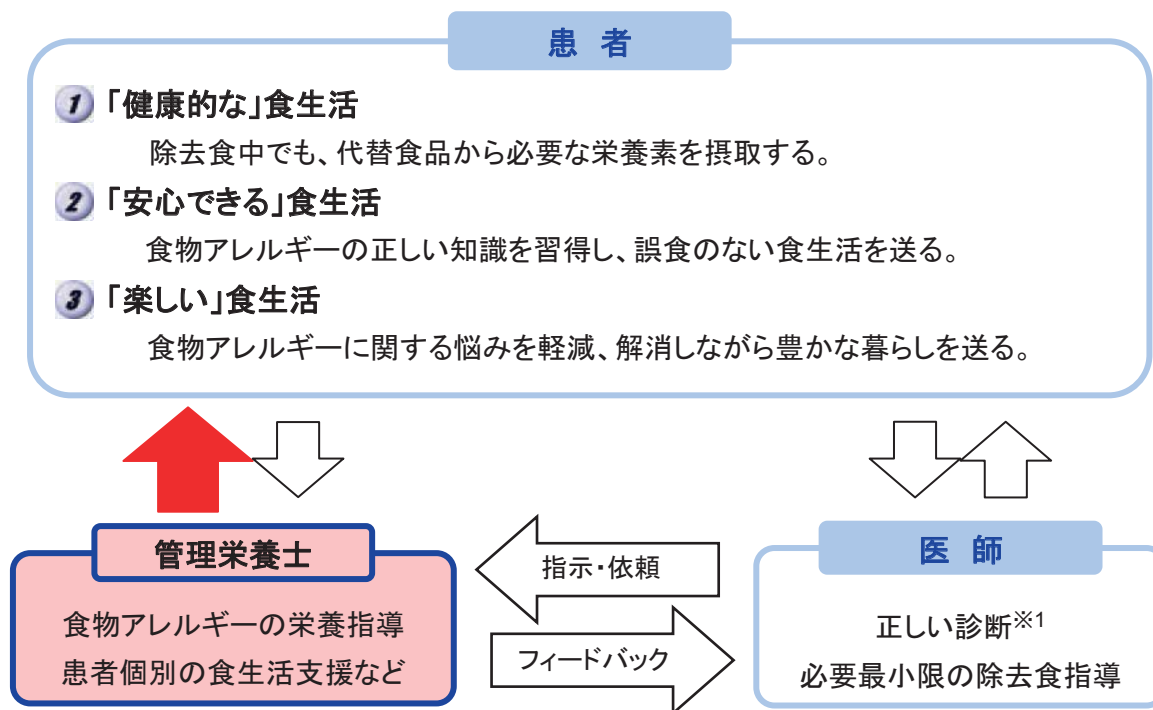 患 者
1 「健康的な」食生活
除去食中でも、代替食品から必要な栄養素を摂取する。
2 「安心できる」食生活
食物アレルギーの正しい知識を習得し、誤食のない食生活を送る。
3 「楽しい」食生活
食物アレルギーに関する悩みを軽減、解消しながら豊かな暮らしを送る。
管理栄養士
食物アレルギーの栄養指導
患者個別の食生活支援など
指示・依頼
フィードバック
医 師
正しい診断※1
必要最小限の除去食指導